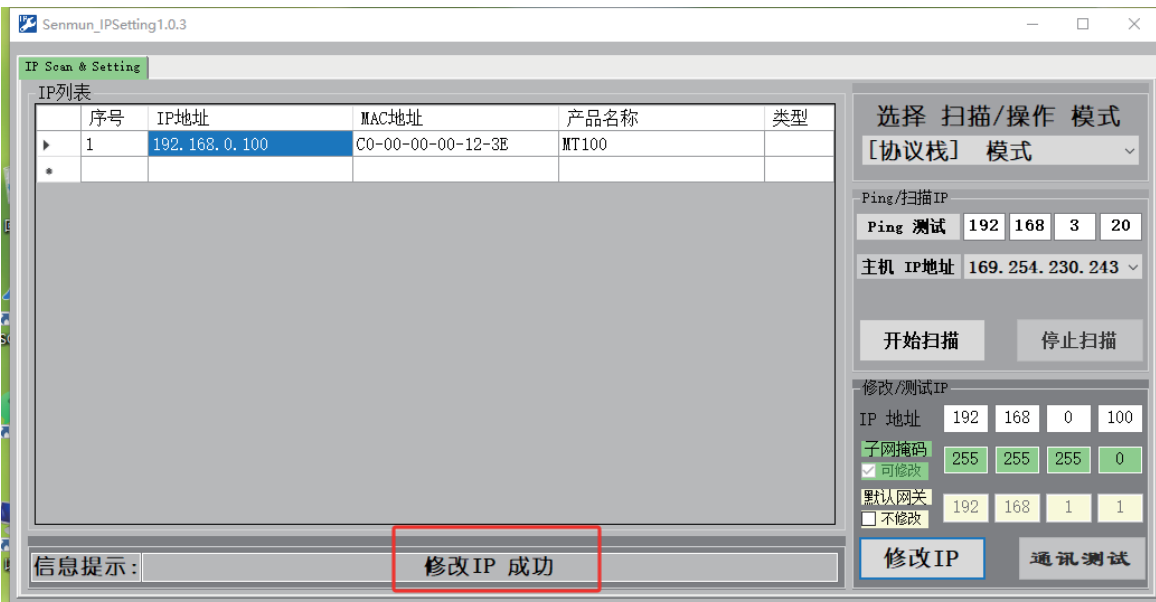 Senmun_IPSetting1.0.3
IP Scan & Setting
IP列表
序号 IP地址 MAC地址 产品名称 类型
1 192.168.0.100 C0-00-00-00-12-3E MT100
信息提示: 修改IP 成功
选择 扫描/操作 模式
[协议栈] 模式
Ping/扫描IP
Ping 测试 192 168 3 20
主机 IP地址 169.254.230.243
开始扫描 停止扫描
修改/测试IP
IP 地址 192 168 0 100
子网掩码 255 255 255 0
可修改
默认网关 192 168 1 1
不修改
修改IP 通讯测试